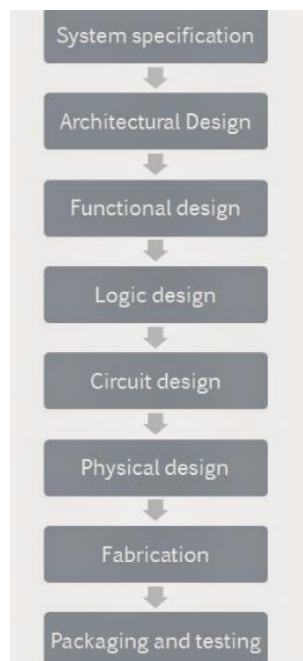 System specification
Architectural Design
Functional design
Logic design
Circuit design
Physical design
Fabrication
Packaging and testing